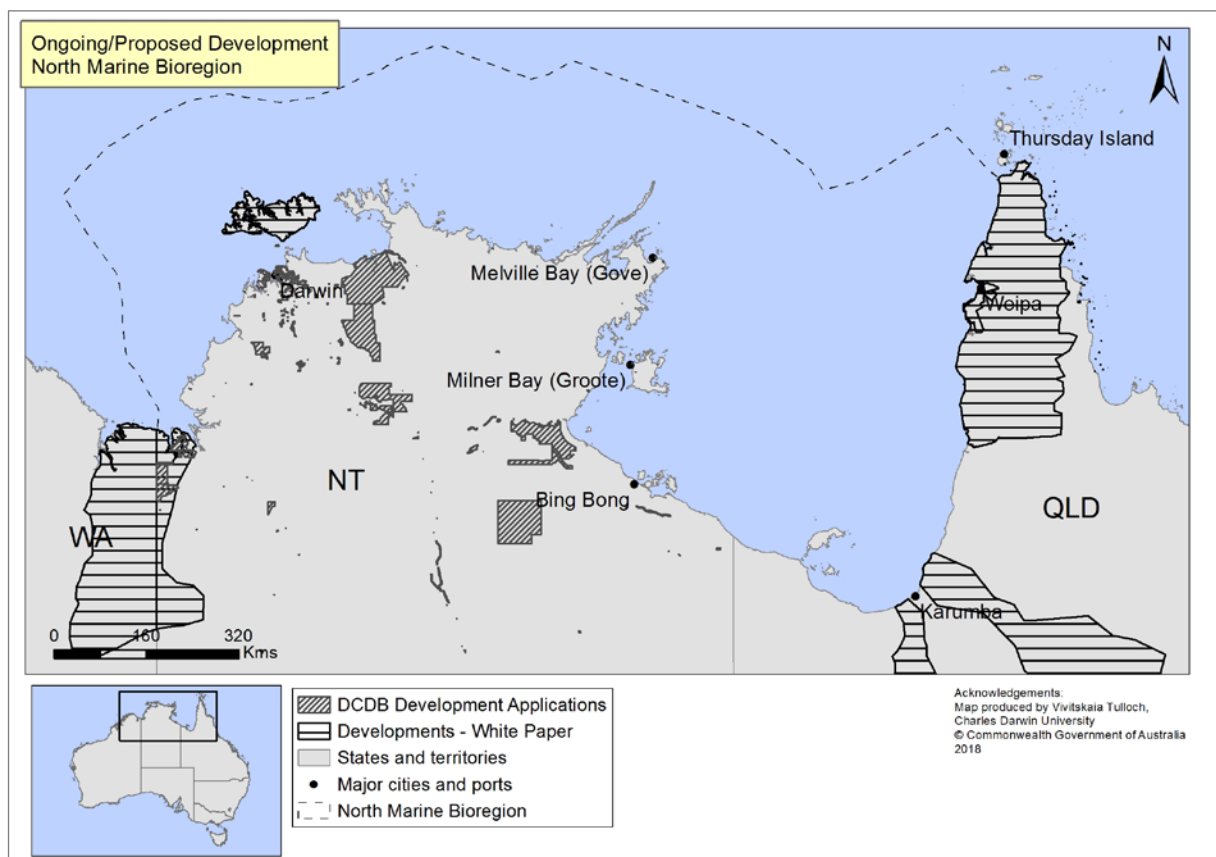 Ongoing/Proposed Development
North Marine Bioregion
N
Thursday Island
Melville Bay (Gove)
Darwin
Weipa
Milner Bay (Groote)
NT
Bing Bong
QLD
WA
Karumba
0 160 320
Kms
DCDB Development Applications
Developments - White Paper
States and territories
Major cities and ports
North Marine Bioregion
Acknowledgements:
Map produced by Vivitskaia Tulloch,
Charles Darwin University
© Commonwealth Government of Australia
2018